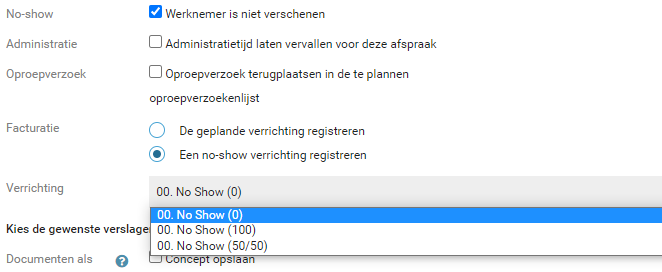 No-show Werknemer is niet verschenen
Administratie Administratietijd laten vervallen voor deze afspraak
Oproepverzoek Oproepverzoek terugplaatsen in de te plannen
oproepverzoekenlijst
Facturatie De geplande verrichting registreren
Een no-show verrichting registreren
Verrichting 00. No Show (0)
00. No Show (0)
Kies de gewenste verslagen 00. No Show (100)
00. No Show (50/50)
Documenten als ? Concept opslaan